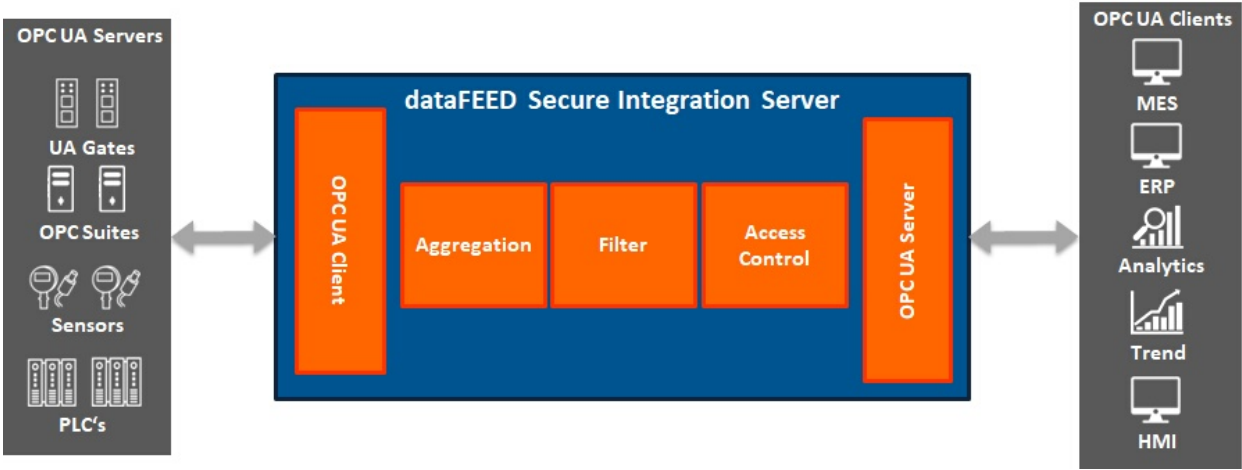 OPC UA Servers
UA Gates
OPC Suites
Sensors
PLC‘s
dataFEED Secure Integration Server
OPC UA Client
Aggregation
Filter
Access
Control
OPC UA Server
OPC UA Clients
MES
ERP
Analytics
Trend
HMI